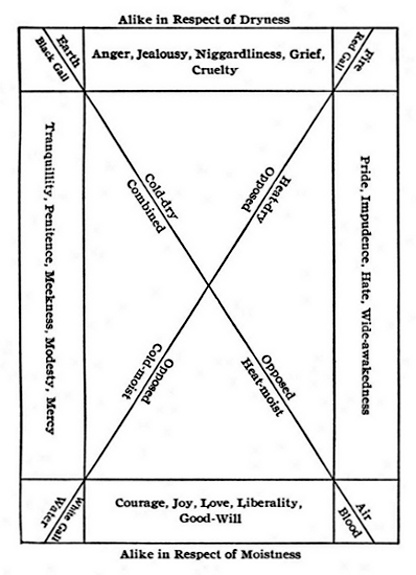 Alike in Respect of Dryness
Earth
Black Gall
Anger, Jealousy, Niggardliness, Grief,
Cruelty
Fire
Red Gall
Tranquillity, Penitence, Meekness, Modesty, Mercy
Cold-dry
Combined
Heat-dry
Opposed
Pride, Impudence, Hate, Wide-awakedness
Opposed
Cold-moist
Opposed
Heat-moist
White Gall
Water
Courage, Joy, Love, Liberality,
Good-Will
Air
Blood
Alike in Respect of Moistness